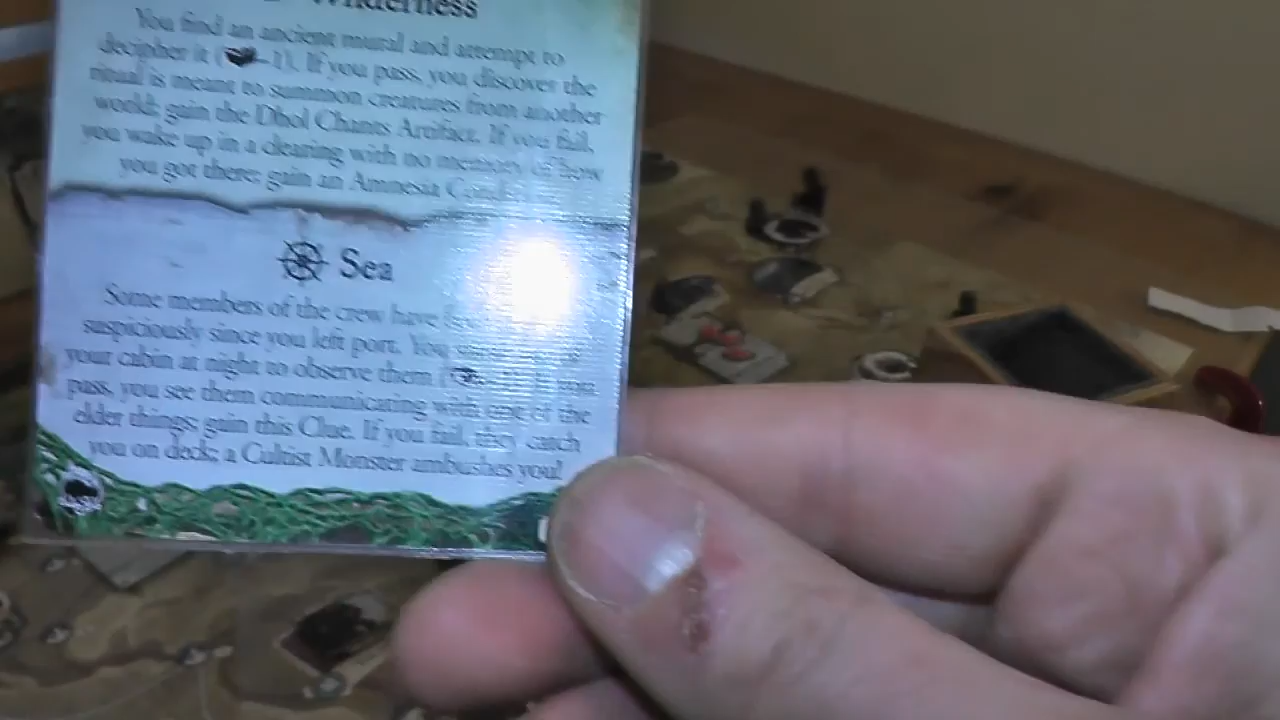 Wilderness
You find an ancient mural and attempt to
decipher it ( -1). If you pass, you discover the
ritual is meant to summon creatures from another
world; gain the Dhol Chants Artifact. If you fail,
you wake up in a clearing with no memory of how
you got there; gain an Amnesia
Sea
Some members of the crew have
suspiciously since you left port. You
your cabin at night to observe them ( If you
pass, you see them communicating with one of the
elder things; gain this Clue. If you fail, they catch
you on deck; a Cultist Monster ambushes you!